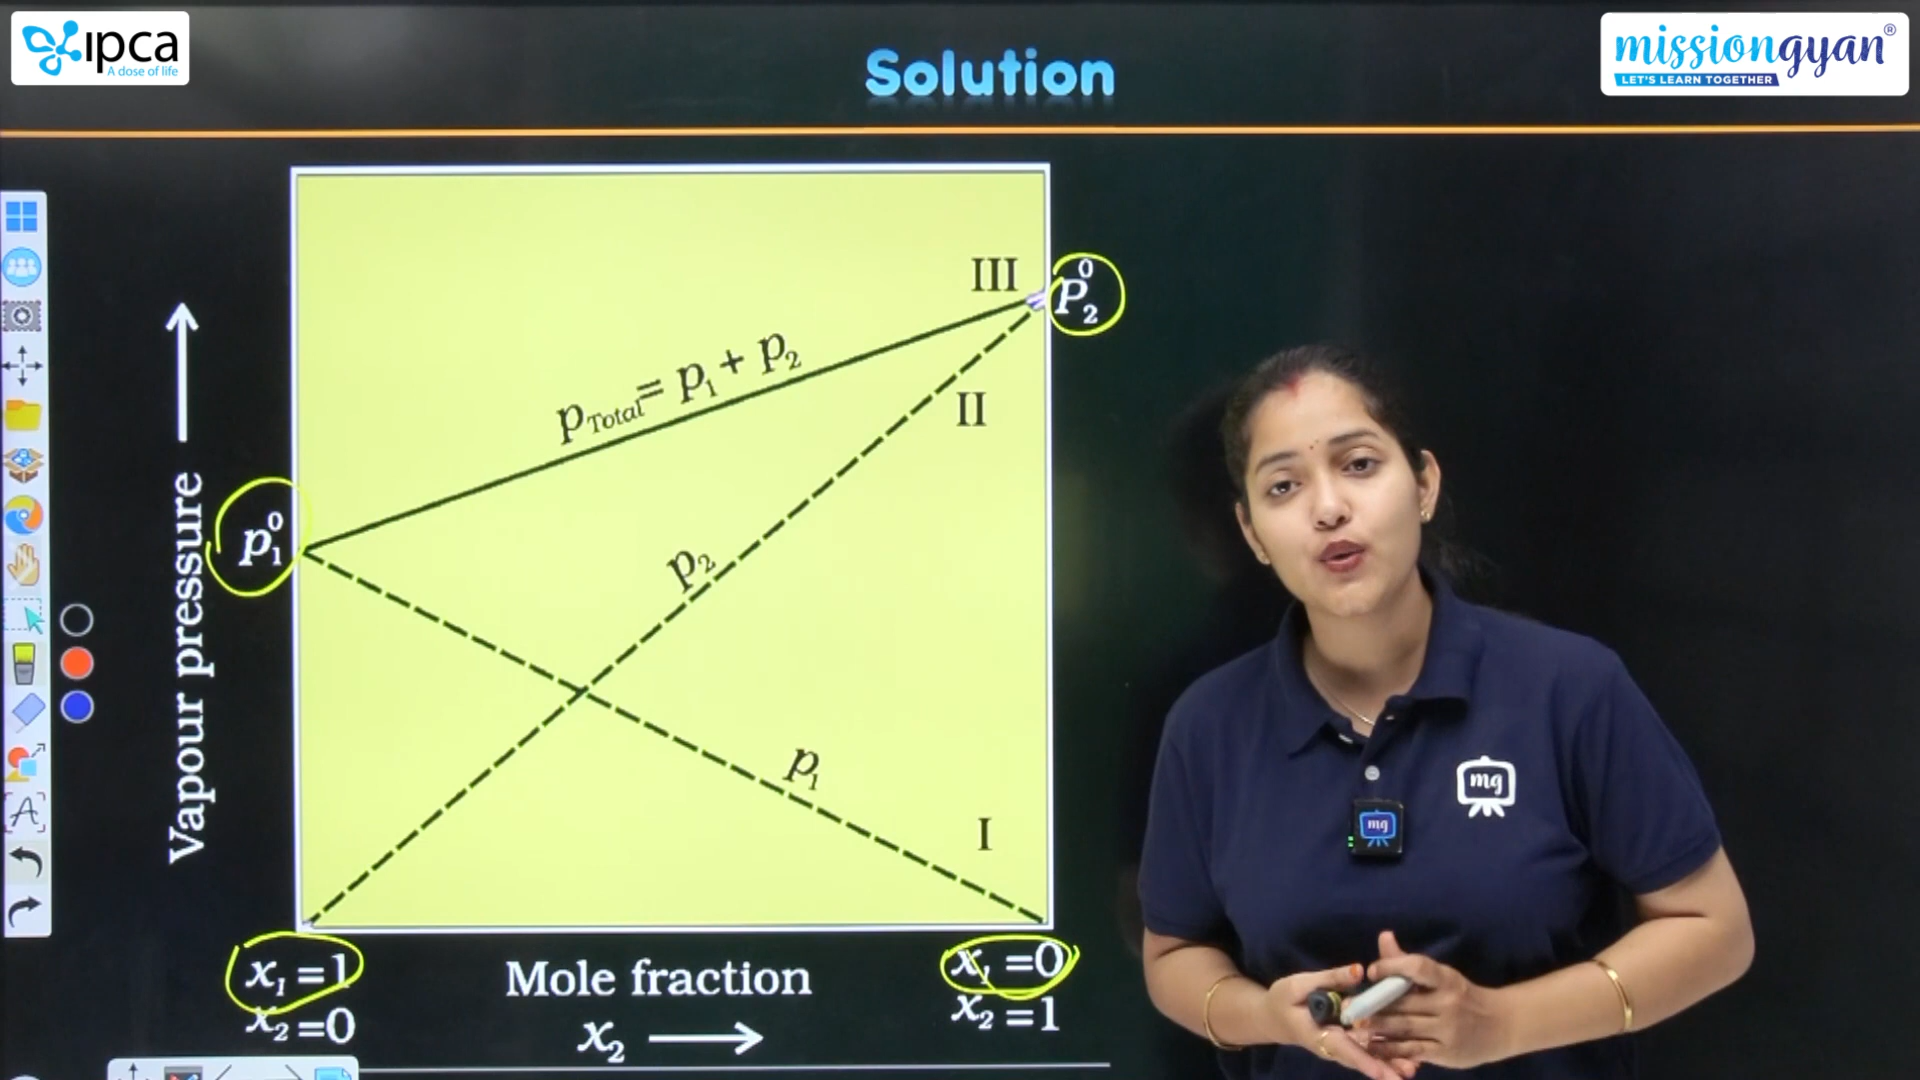 ipca
A dose of life
Solution
missiongyan®
LET'S LEARN TOGETHER
III
P₂⁰
p_Total = p₁ + p₂
II
Vapour pressure
p₁⁰
p₂
p₁
I
mg
mg
x₁ = 1
Mole fraction
x₁ = 0
x₂ = 0
x₂
x₂ = 1